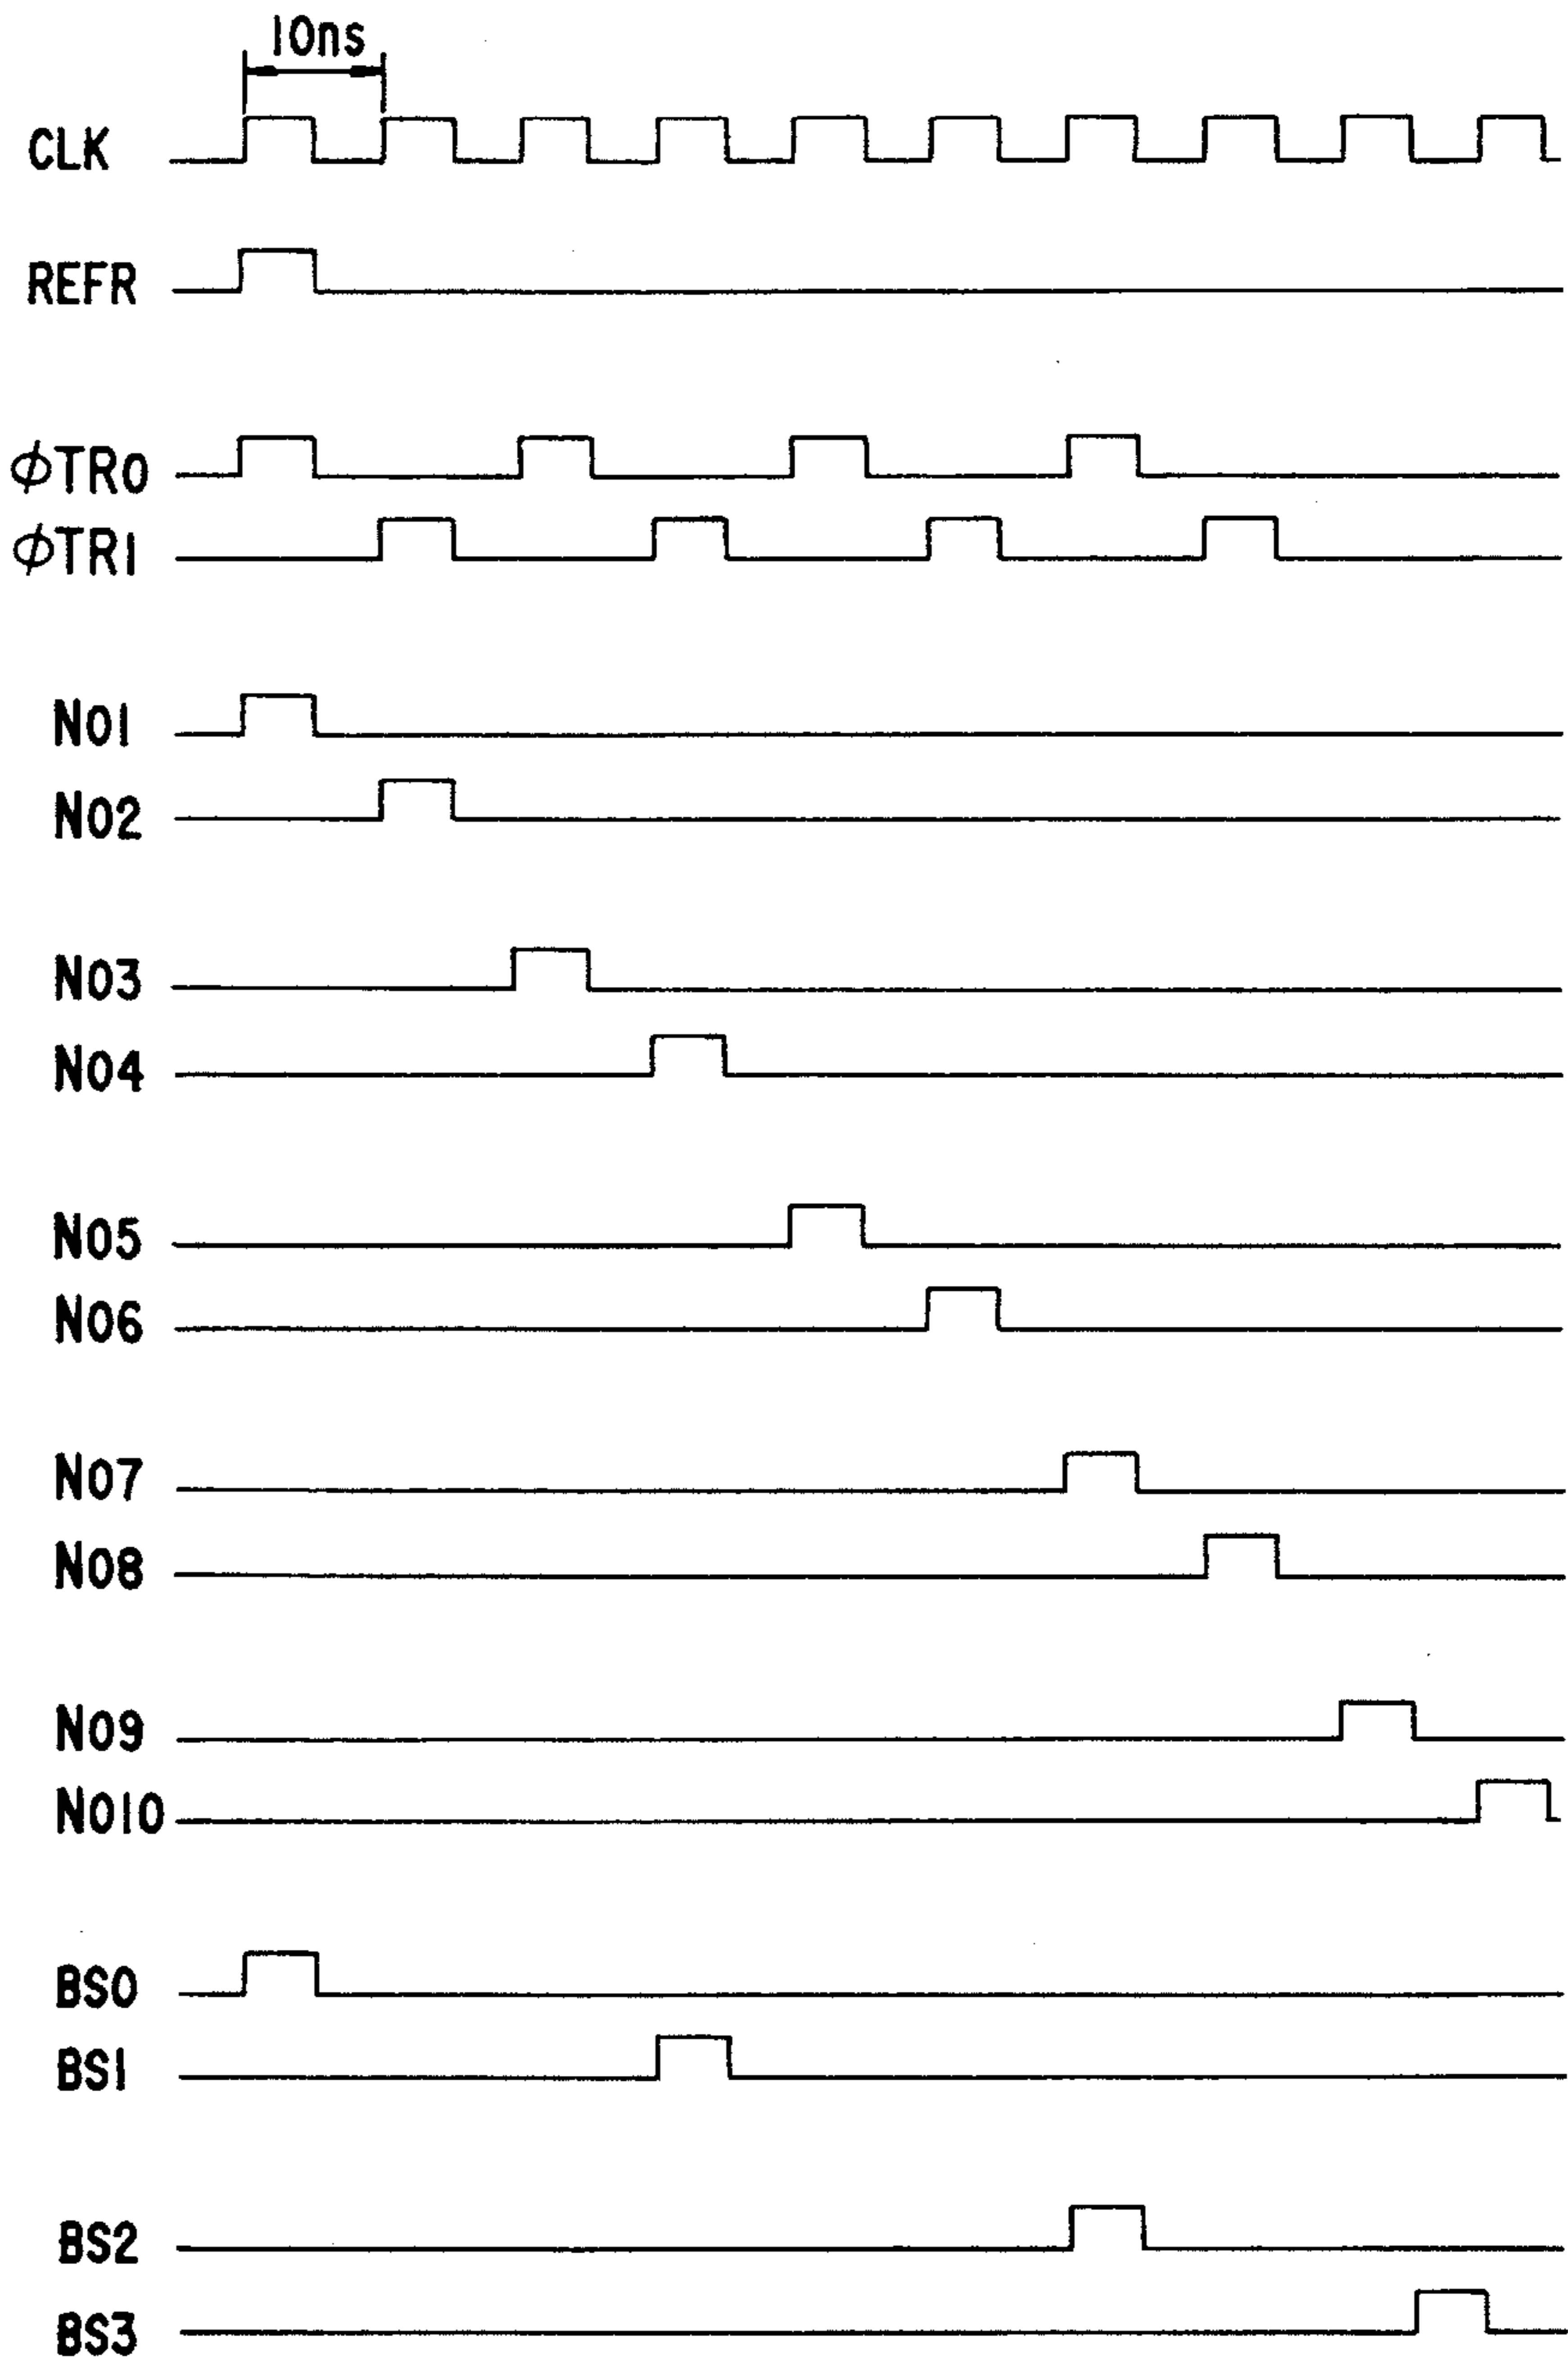 10ns
CLK
REFR
ϕTR0
ϕTR1
N01
N02
N03
N04
N05
N06
N07
N08
N09
N010
BS0
BS1
BS2
BS3